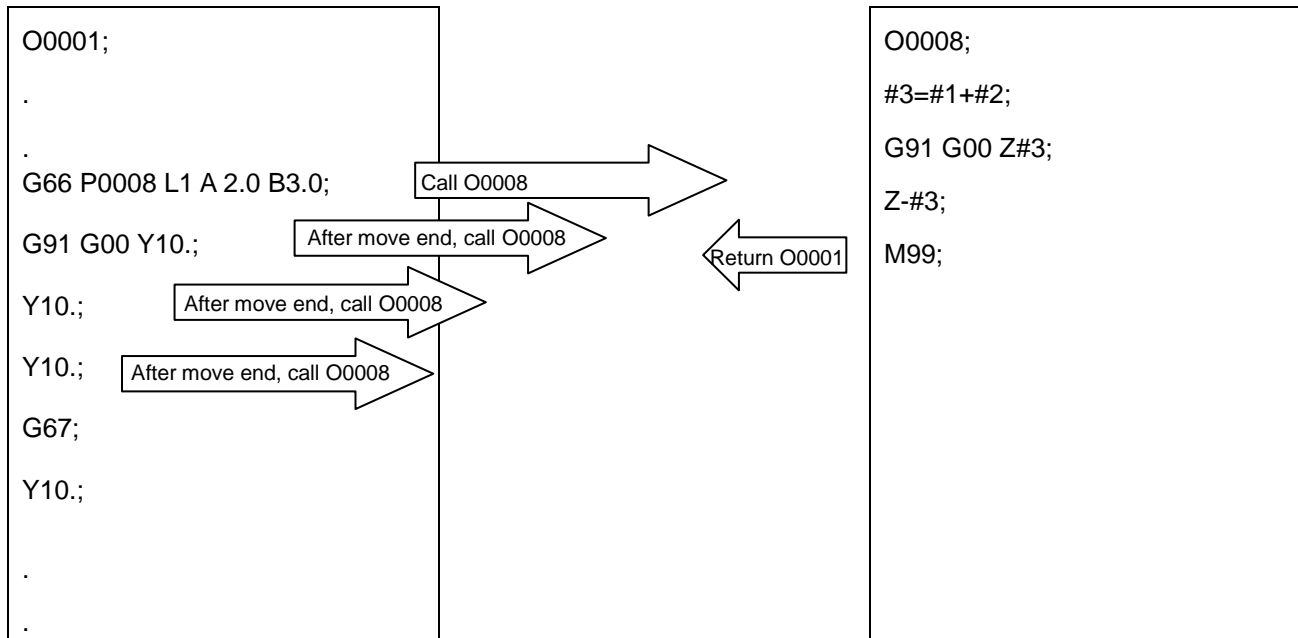 O0001;
.
.
G66 P0008 L1 A 2.0 B3.0;
G91 G00 Y10.;
Y10.;
Y10.;
G67;
Y10.;
.
.
Call O0008
After move end, call O0008
After move end, call O0008
After move end, call O0008
Return O0001
O0008;
#3=#1+#2;
G91 G00 Z#3;
Z-#3;
M99;